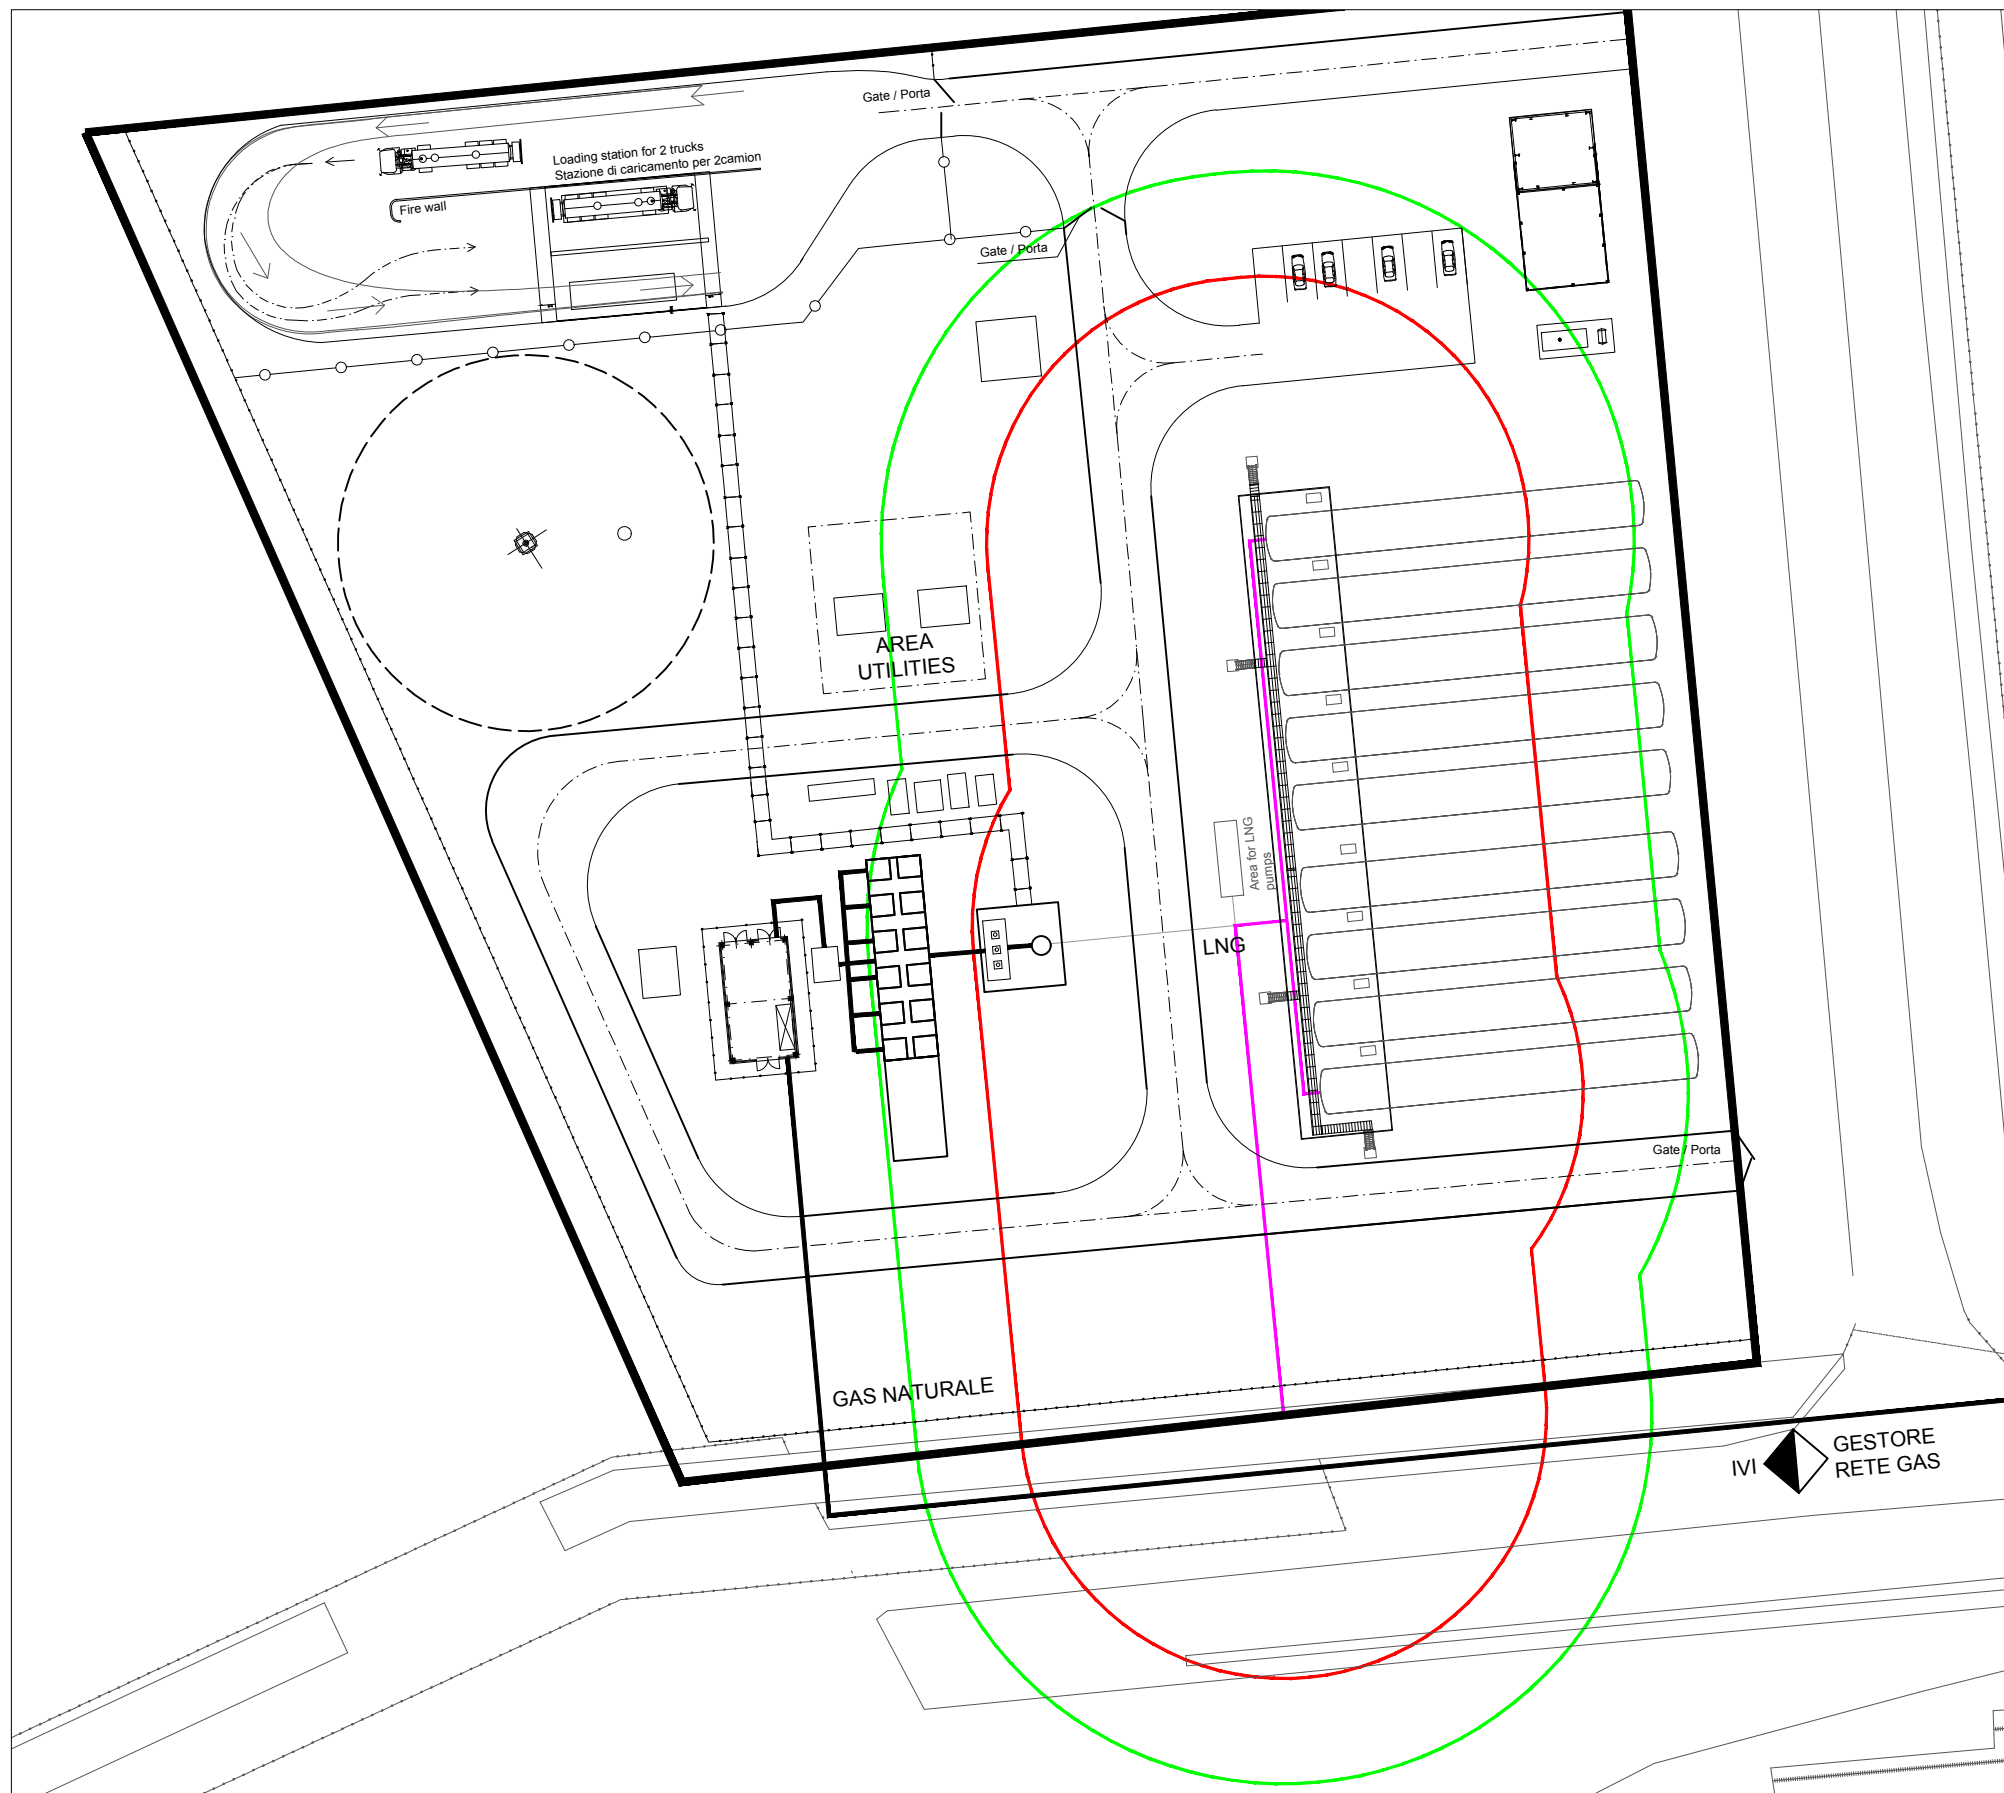 Gate / Porta
Loading station for 2 trucks
Stazione di caricamento per 2camion
Fire wall
Gate / Porta
AREA
UTILITIES
Area for LNG
pumps
LNG
Gate / Porta
GAS NATURALE
IVI
GESTORE
RETE GAS